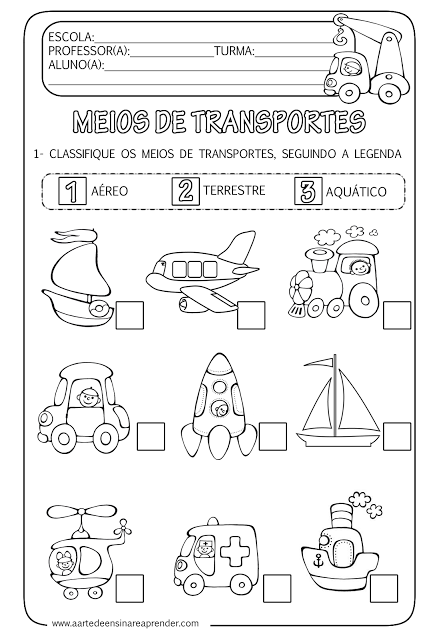 ESCOLA:
PROFESSOR(A): TURMA:
ALUNO(A):
MEIOS DE TRANSPORTES
1- CLASSIFIQUE OS MEIOS DE TRANSPORTES, SEGUINDO A LEGENDA
1 AÉREO 2 TERRESTRE 3 AQUÁTICO
www.aartedeensinareaprender.com